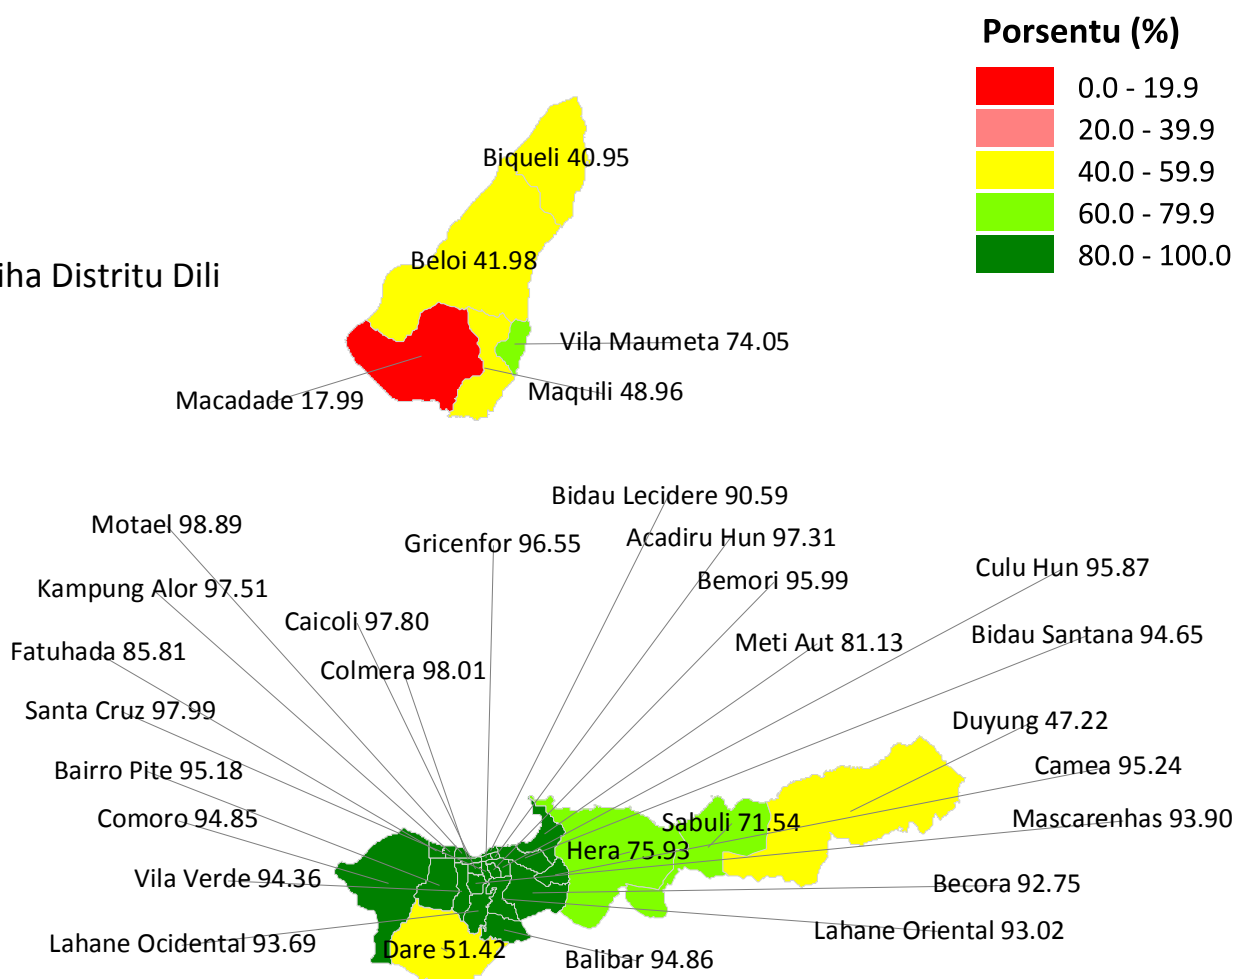 Porsentu (%)
0.0 - 19.9
20.0 - 39.9
40.0 - 59.9
60.0 - 79.9
80.0 - 100.0
iha Distritu Dili
Biqueli 40.95
Beloi 41.98
Vila Maumeta 74.05
Maquili 48.96
Macadade 17.99
Bidau Lecidere 90.59
Motael 98.89
Acadiru Hun 97.31
Gricenfor 96.55
Culu Hun 95.87
Bemori 95.99
Kampung Alor 97.51
Caicoli 97.80
Bidau Santana 94.65
Meti Aut 81.13
Fatuhada 85.81
Colmera 98.01
Santa Cruz 97.99
Duyung 47.22
Camea 95.24
Bairro Pite 95.18
Comoro 94.85
Mascarenhas 93.90
Sabuli 71.54
Hera 75.93
Vila Verde 94.36
Becora 92.75
Lahane Oriental 93.02
Lahane Ocidental 93.69
Dare 51.42
Balibar 94.86